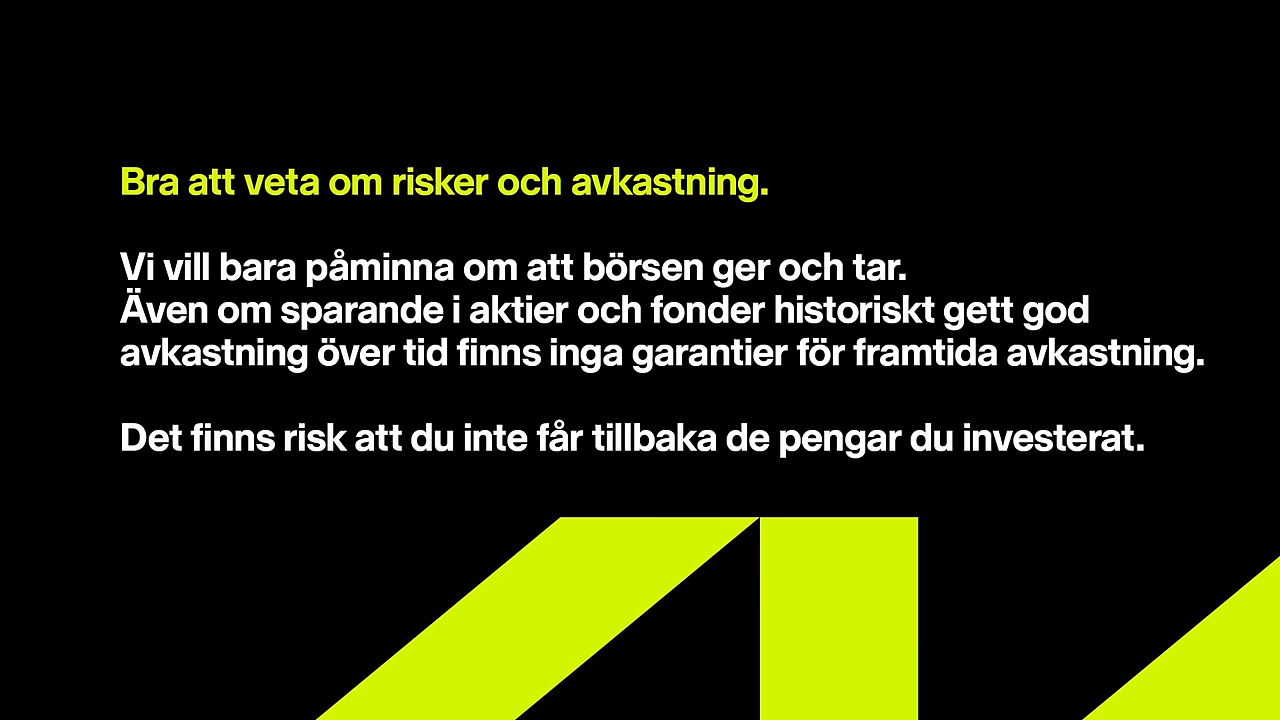 Bra att veta om risker och avkastning.
Vi vill bara påminna om att börsen ger och tar.
Även om sparande i aktier och fonder historiskt gett god
avkastning över tid finns inga garantier för framtida avkastning.
Det finns risk att du inte får tillbaka de pengar du investerat.